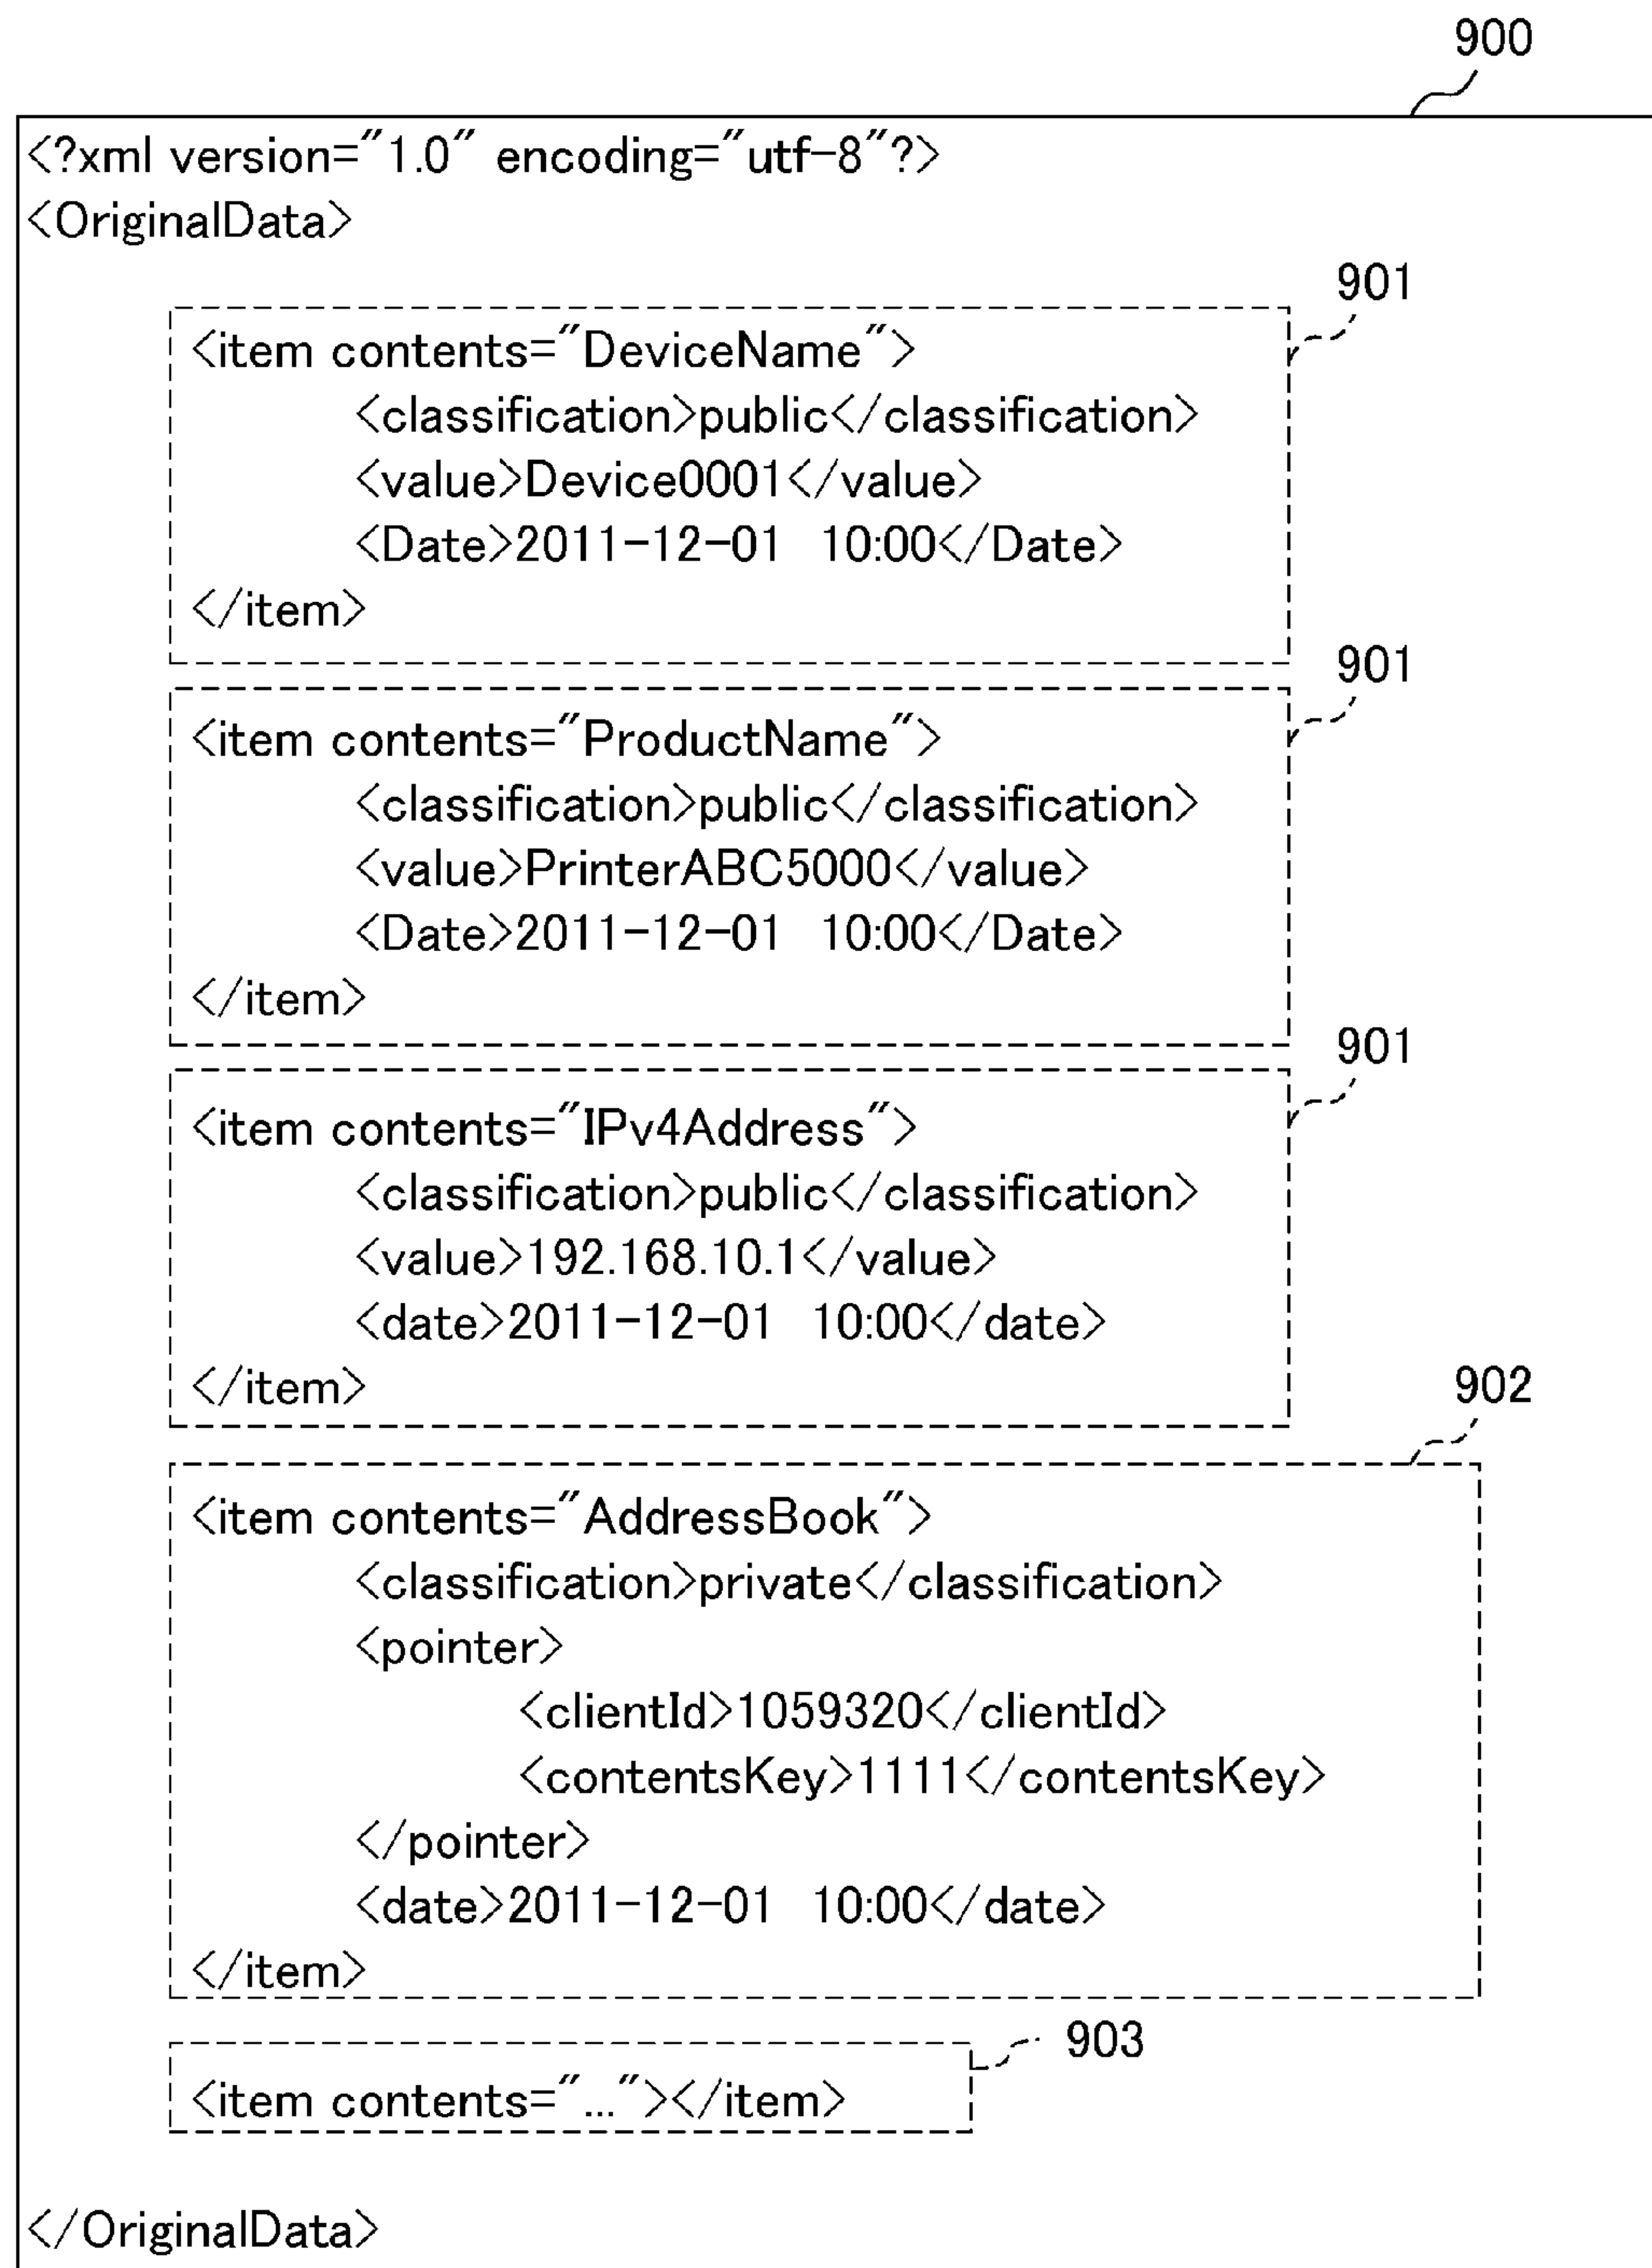 900
<?xml version="1.0" encoding="utf-8"?>
<OriginalData>
901
<item contents="DeviceName">
<classification>public</classification>
<value>Device0001</value>
<Date>2011-12-01 10:00</Date>
</item>
901
<item contents="ProductName">
<classification>public</classification>
<value>PrinterABC5000</value>
<Date>2011-12-01 10:00</Date>
</item>
901
<item contents="IPv4Address">
<classification>public</classification>
<value>192.168.10.1</value>
<date>2011-12-01 10:00</date>
</item>
902
<item contents="AddressBook">
<classification>private</classification>
<pointer>
<clientId>1059320</clientId>
<contentsKey>1111</contentsKey>
</pointer>
<date>2011-12-01 10:00</date>
</item>
903
<item contents="..."></item>
</OriginalData>